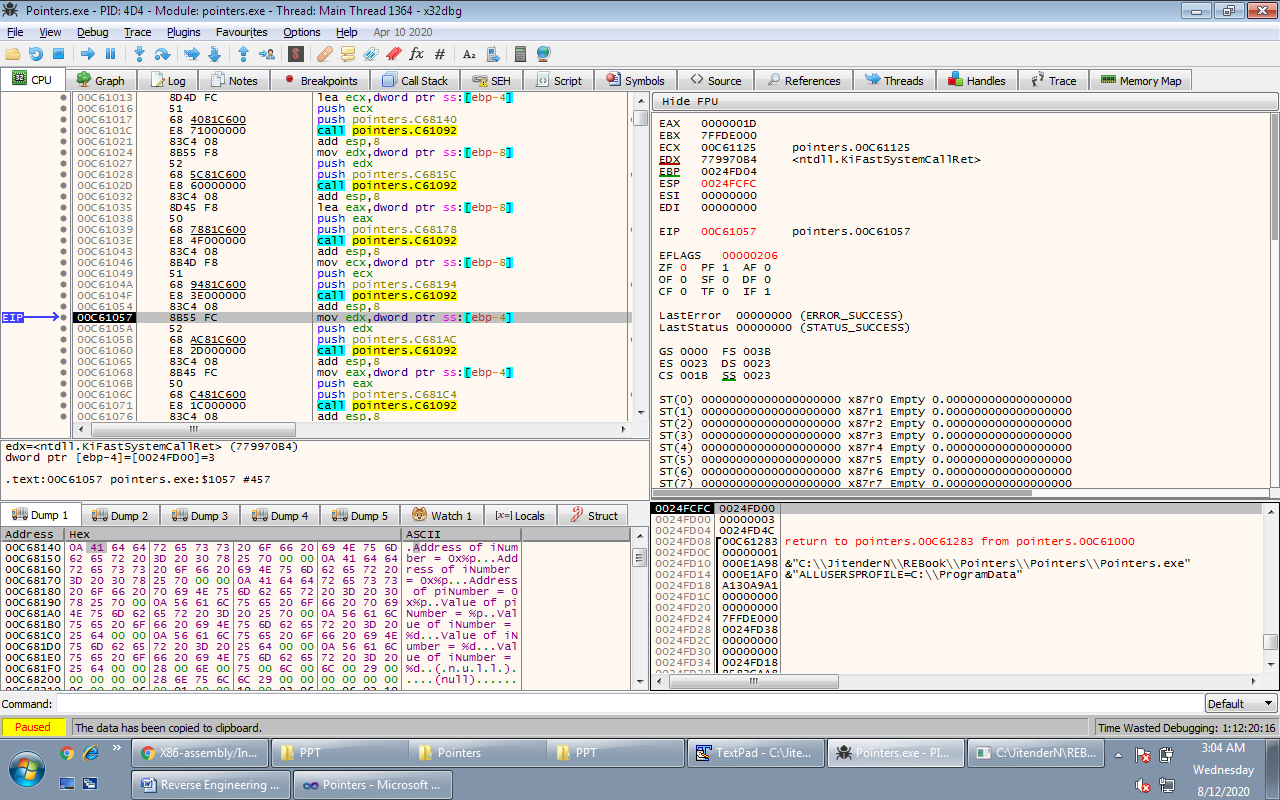 Pointers.exe - PID: 4D4 - Module: pointers.exe - Thread: Main Thread 1364 - x32dbg
File View Debug Trace Plugins Favourites Options Help Apr 10 2020
CPU Graph Log Notes Breakpoints Call Stack SEH Script Symbols Source References Threads Handles Trace Memory Map
00C61013 8D4D FC lea ecx,dword ptr ss:[ebp-4]
00C61016 51 push ecx
00C61017 68 4081C600 push pointers.C68140
00C6101C E8 71000000 call pointers.C61092
00C61021 83C4 08 add esp,8
00C61024 8B55 F8 mov edx,dword ptr ss:[ebp-8]
00C61027 52 push edx
00C61028 68 5C81C600 push pointers.C6815C
00C6102D E8 60000000 call pointers.C61092
00C61032 83C4 08 add esp,8
00C61035 8D45 F8 lea eax,dword ptr ss:[ebp-8]
00C61038 50 push eax
00C61039 68 7881C600 push pointers.C68178
00C6103E E8 4F000000 call pointers.C61092
00C61043 83C4 08 add esp,8
00C61046 8B4D F8 mov ecx,dword ptr ss:[ebp-8]
00C61049 51 push ecx
00C6104A 68 9481C600 push pointers.C68194
00C6104F E8 3E000000 call pointers.C61092
00C61054 83C4 08 add esp,8
EIP 00C61057 8B55 FC mov edx,dword ptr ss:[ebp-4]
00C6105A 52 push edx
00C6105B 68 AC81C600 push pointers.C681AC
00C61060 E8 2D000000 call pointers.C61092
00C61065 83C4 08 add esp,8
00C61068 8B45 FC mov eax,dword ptr ss:[ebp-4]
00C6106B 50 push eax
00C6106C 68 C481C600 push pointers.C681C4
00C61071 E8 1C000000 call pointers.C61092
00C61076 83C4 08 add esp,8
Hide FPU
EAX 0000001D
EBX 7FFDE000
ECX 00C61125 pointers.00C61125
EDX 779970B4 <ntdll.KiFastSystemCallRet>
EBP 0024FD04
ESP 0024FCFC
ESI 00000000
EDI 00000000
EIP 00C61057 pointers.00C61057
EFLAGS 00000206
ZF 0 PF 1 AF 0
OF 0 SF 0 DF 0
CF 0 TF 0 IF 1
LastError 00000000 (ERROR_SUCCESS)
LastStatus 00000000 (STATUS_SUCCESS)
GS 0000 FS 003B
ES 0023 DS 0023
CS 001B SS 0023
ST(0) 00000000000000000000 x87r0 Empty 0.000000000000000000
ST(1) 00000000000000000000 x87r1 Empty 0.000000000000000000
ST(2) 00000000000000000000 x87r2 Empty 0.000000000000000000
ST(3) 00000000000000000000 x87r3 Empty 0.000000000000000000
ST(4) 00000000000000000000 x87r4 Empty 0.000000000000000000
ST(5) 00000000000000000000 x87r5 Empty 0.000000000000000000
ST(6) 00000000000000000000 x87r6 Empty 0.000000000000000000
ST(7) 00000000000000000000 x87r7 Empty 0.000000000000000000
edx=<ntdll.KiFastSystemCallRet> (779970B4)
dword ptr [ebp-4]=[0024FD00]=3
.text:00C61057 pointers.exe:$1057 #457
Dump 1 Dump 2 Dump 3 Dump 4 Dump 5 Watch 1 [x=] Locals Struct
Address Hex ASCII
00C68140 0A 41 64 64 72 65 73 73 20 6F 66 20 69 4E 75 6D .Address of iNum
00C68150 62 65 72 20 3D 20 30 78 25 70 00 0A 41 64 64 ber = 0x%p...Add
00C68160 72 65 73 73 20 6F 66 20 69 4E 75 6D 62 65 72 20 ress of iNumber
00C68170 3D 20 30 78 25 70 00 00 0A 41 64 64 72 65 73 73 = 0x%p...Address
00C68180 20 6F 66 20 70 69 4E 75 6D 62 65 72 20 3D 20 30 of piNumber = 0
00C68190 78 25 70 00 0A 56 61 6C 75 65 20 6F 66 20 70 69 x%p..Value of pi
00C681A0 4E 75 6D 62 65 72 20 3D 20 25 70 00 0A 56 61 6C Number = %p..Val
00C681B0 75 65 20 6F 66 20 69 4E 75 6D 62 65 72 20 3D 20 ue of iNumber =
00C681C0 25 64 00 00 0A 56 61 6C 75 65 20 6F 66 20 69 4E %d...Value of iN
00C681D0 75 6D 62 65 72 20 3D 20 25 64 00 00 0A 56 61 6C umber = %d...Val
00C681E0 75 65 20 6F 66 20 69 4E 75 6D 62 65 72 20 3D 20 ue of iNumber =
00C681F0 25 64 00 00 28 00 6E 00 75 00 6C 00 6C 00 29 00 %d..(.n.u.l.l.).
00C68200 00 00 00 00 28 6E 75 6C 6C 29 00 00 00 00 00 00 ....(null)......
0024FCFC 0024FD00
0024FD00 00000003
0024FD04 0024FD4C
0024FD08 00C61283 return to pointers.00C61283 from pointers.00C61000
0024FD0C 00000001
0024FD10 000E1A98 &"C:\\JitenderN\\REBook\\Pointers\\Pointers\\Pointers.exe"
0024FD14 000E1AF0 &"ALLUSERSPROFILE=C:\\ProgramData"
0024FD18 A130A9A1
0024FD1C 00000000
0024FD20 00000000
0024FD24 7FFDE000
0024FD28 0024FD38
0024FD2C 00000000
0024FD30 00000000
0024FD34 0024FD18
Command: Default
Paused The data has been copied to clipboard. Time Wasted Debugging: 1:12:20:16
X86-assembly/In... PPT Pointers PPT TextPad - C:\Jite... Pointers.exe - PI... C:\JitenderN\REB...
Reverse Engineering ... Pointers - Microsoft ...
3:04 AM
Wednesday
8/12/2020